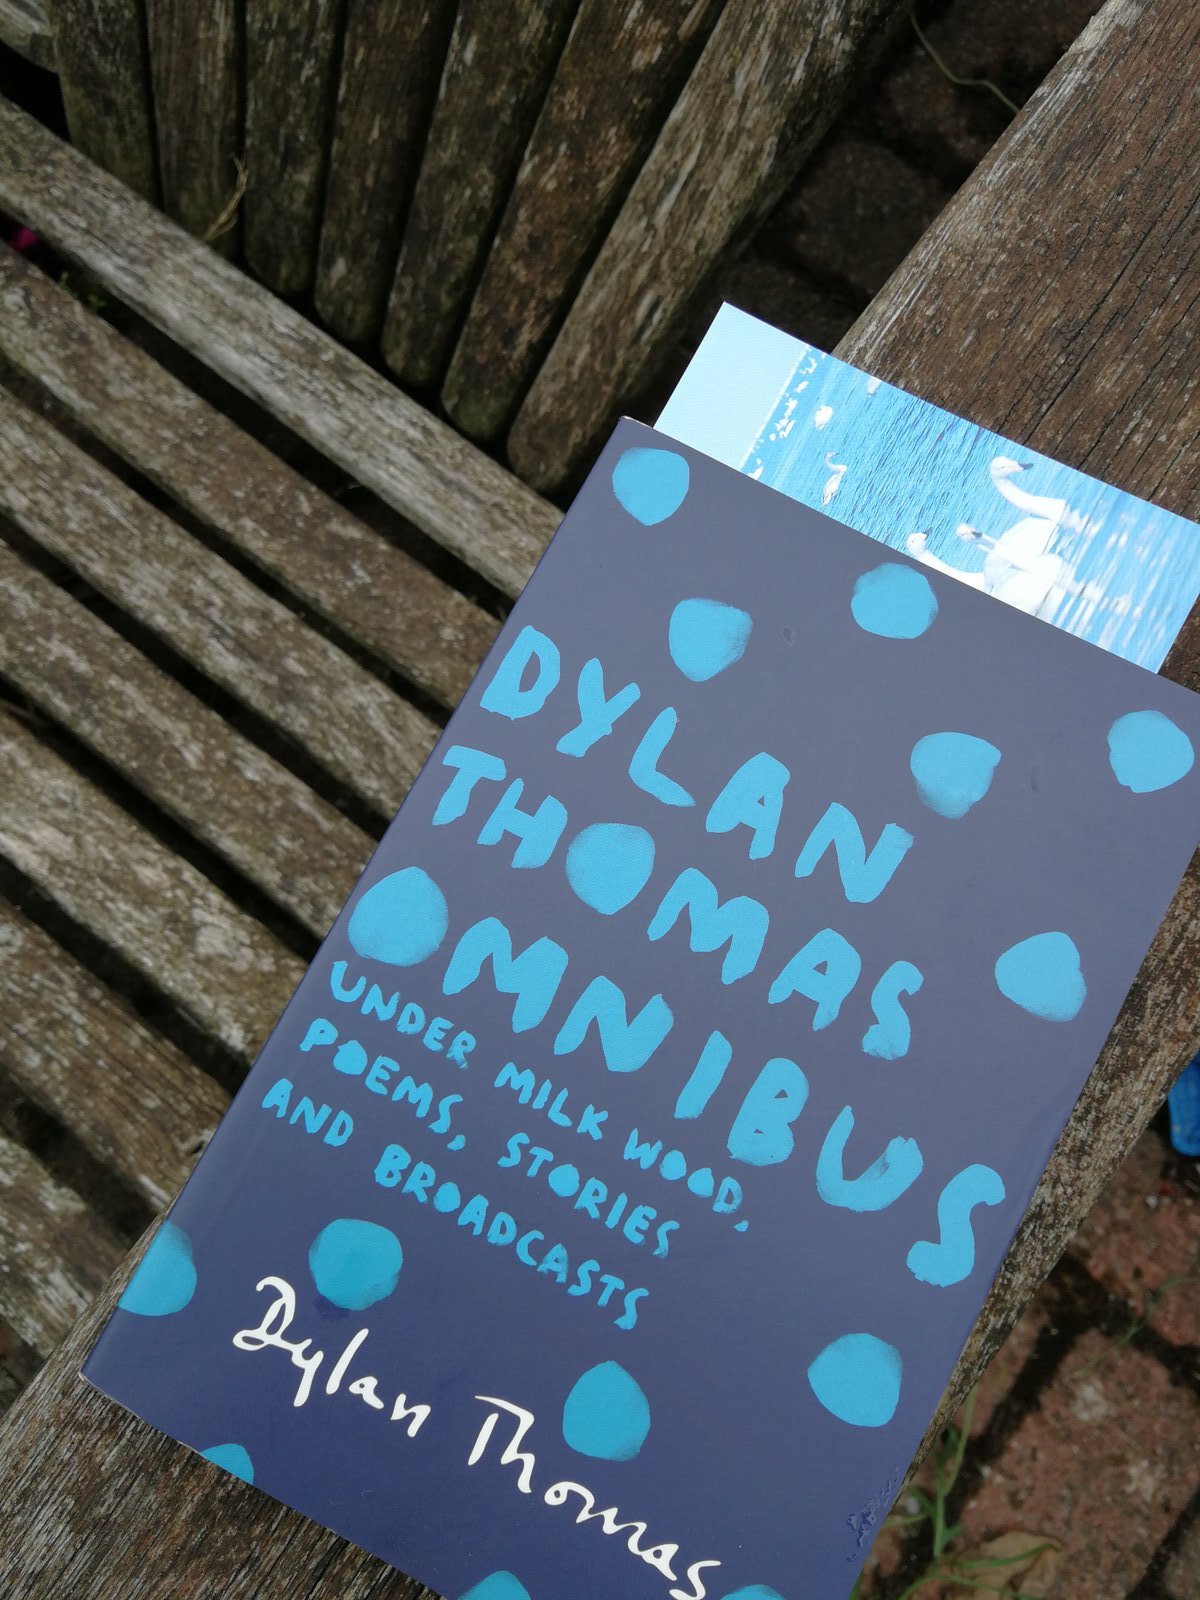 DYLAN
THOMAS
OMNIBUS
UNDER MILK WOOD,
POEMS, STORIES
AND BROADCASTS
Dylan Thomas